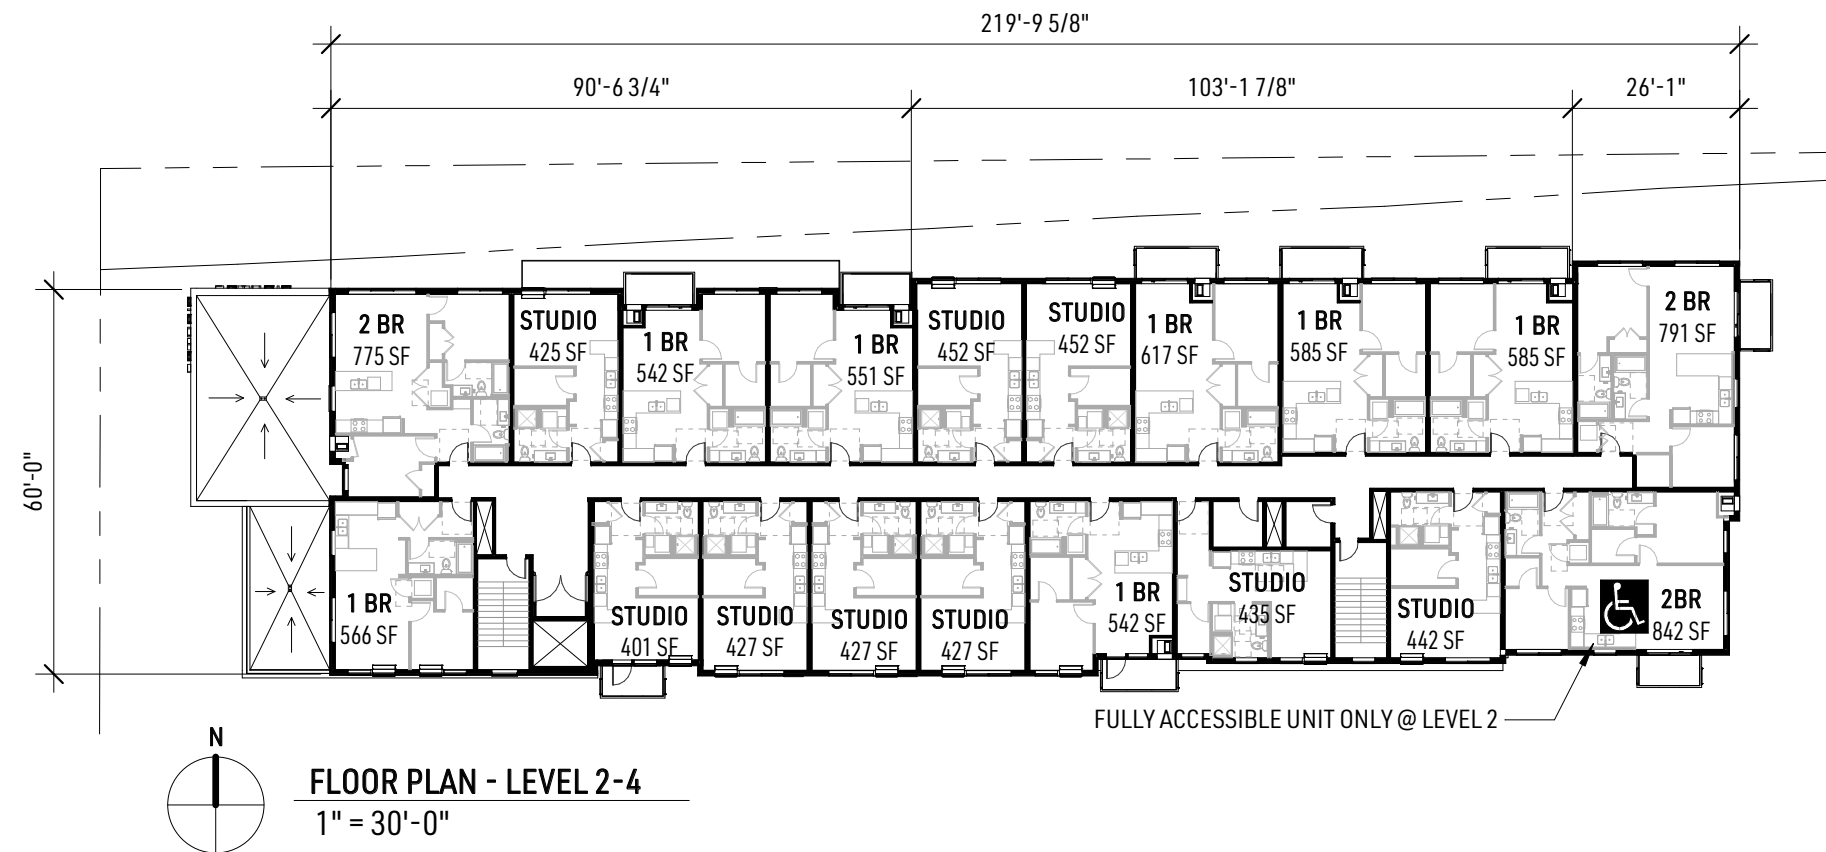 219'-9 5/8"
90'-6 3/4"
103'-1 7/8"
26'-1"
60'-0"
2 BR
775 SF
STUDIO
425 SF
1 BR
542 SF
1 BR
551 SF
STUDIO
452 SF
STUDIO
452 SF
1 BR
617 SF
1 BR
585 SF
1 BR
585 SF
2 BR
791 SF
1 BR
566 SF
STUDIO
401 SF
STUDIO
427 SF
STUDIO
427 SF
STUDIO
427 SF
1 BR
542 SF
STUDIO
435 SF
STUDIO
442 SF
2BR
842 SF
FULLY ACCESSIBLE UNIT ONLY @ LEVEL 2
N
FLOOR PLAN - LEVEL 2-4
1" = 30'-0"